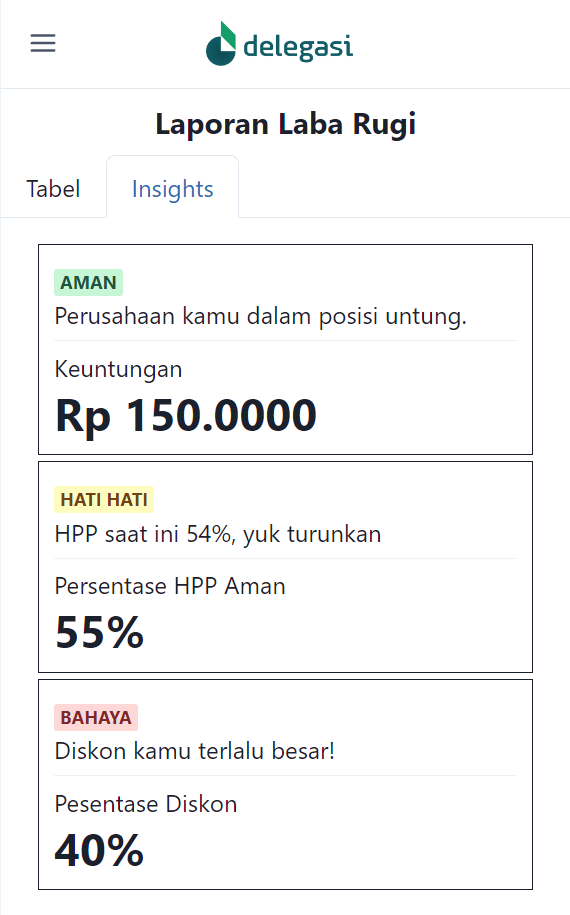 delegasi
Laporan Laba Rugi
Tabel
Insights
AMAN
Perusahaan kamu dalam posisi untung.
Keuntungan
Rp 150.0000
HATI HATI
HPP saat ini 54%, yuk turunkan
Persentase HPP Aman
55%
BAHAYA
Diskon kamu terlalu besar!
Pesentase Diskon
40%